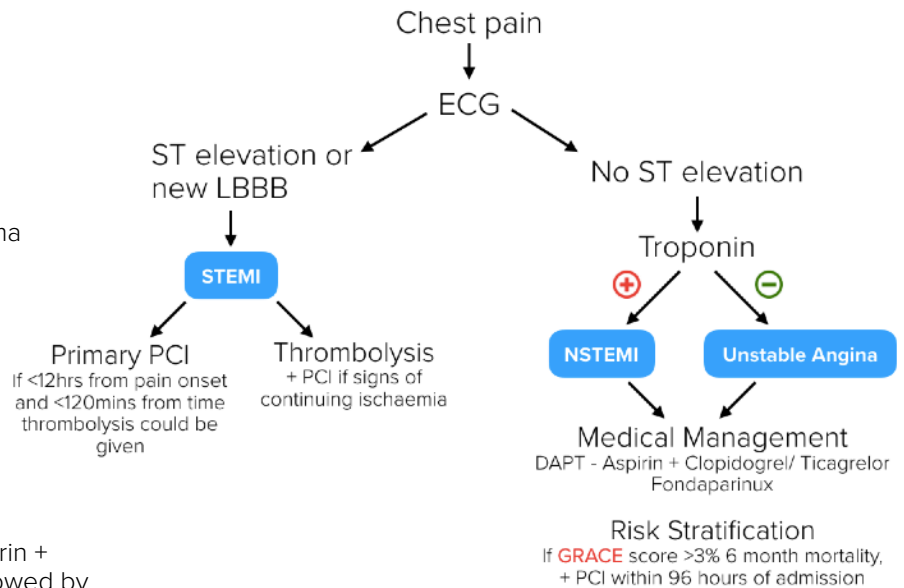 Chest pain
ECG
ST elevation or
new LBBB
No ST elevation
Troponin
STEMI
+
−
NSTEMI
Unstable Angina
Primary PCI
If <12hrs from pain onset
and <120mins from time
thrombolysis could be
given
Thrombolysis
+ PCI if signs of
continuing ischaemia
Medical Management
DAPT - Aspirin + Clopidogrel/ Ticagrelor
Fondaparinux
Risk Stratification
If GRACE score >3% 6 month mortality,
+ PCI within 96 hours of admission
na
rin +
owed by